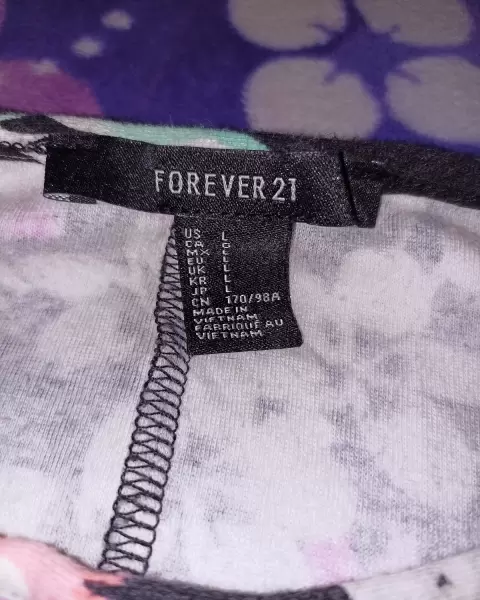 FOREVER 21
US L
CA G
MX L
EU L
UK L
KR L
JP L
CN 170/98A
MADE IN
VIETNAM
FABRIQUÉ AU
VIETNAM